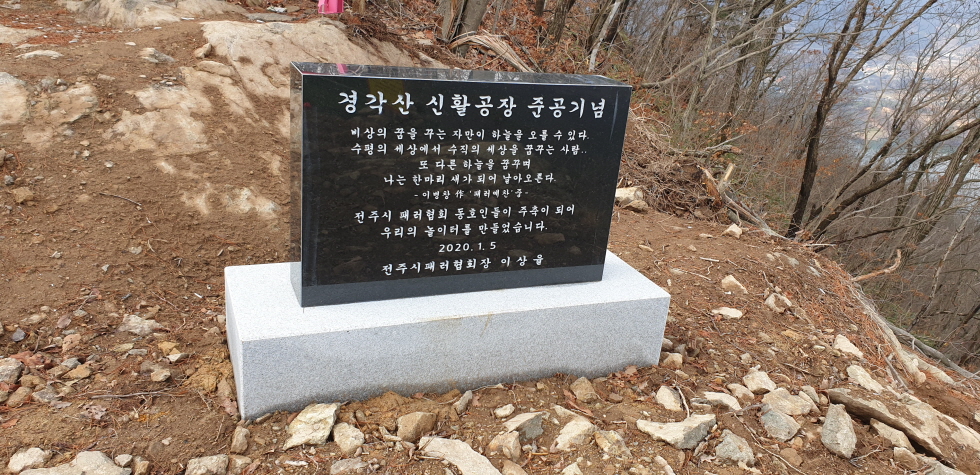 경각산 신활공장 준공기념
비상의 꿈을 꾸는 자만이 하늘을 오를 수 있다.
수평의 세상에서 수직의 세상을 꿈꾸는 사람..
또 다른 하늘을 꿈꾸며
나는 한마리 새가 되어 날아오른다.
-이병창 作 '패러예찬' 중-
전주시 패러협회 동호인들이 주축이 되어
우리의 놀이터를 만들었습니다.
2020. 1. 5
전주시패러협회장 이상율